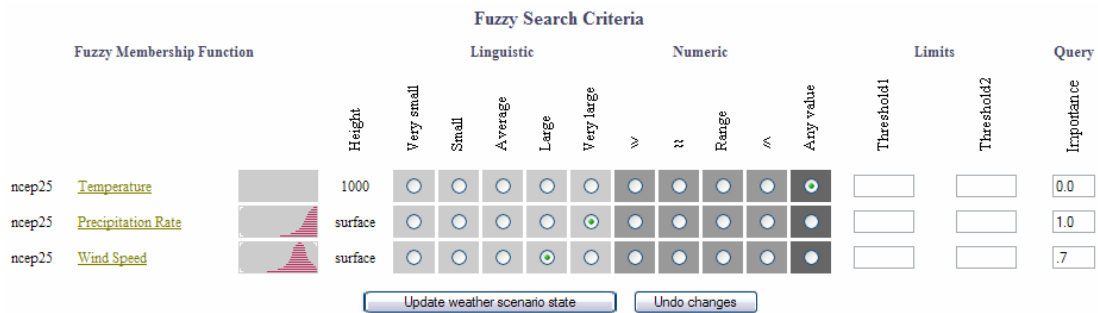 Fuzzy Search Criteria
Fuzzy Membership Function Linguistic Numeric Limits Query
Height Very small Small Average Large Very large > ≈ Range < Any value Threshold1 Threshold2 Importance
ncep25 Temperature 1000 0.0
ncep25 Precipitation Rate surface 1.0
ncep25 Wind Speed surface .7
Update weather scenario state Undo changes